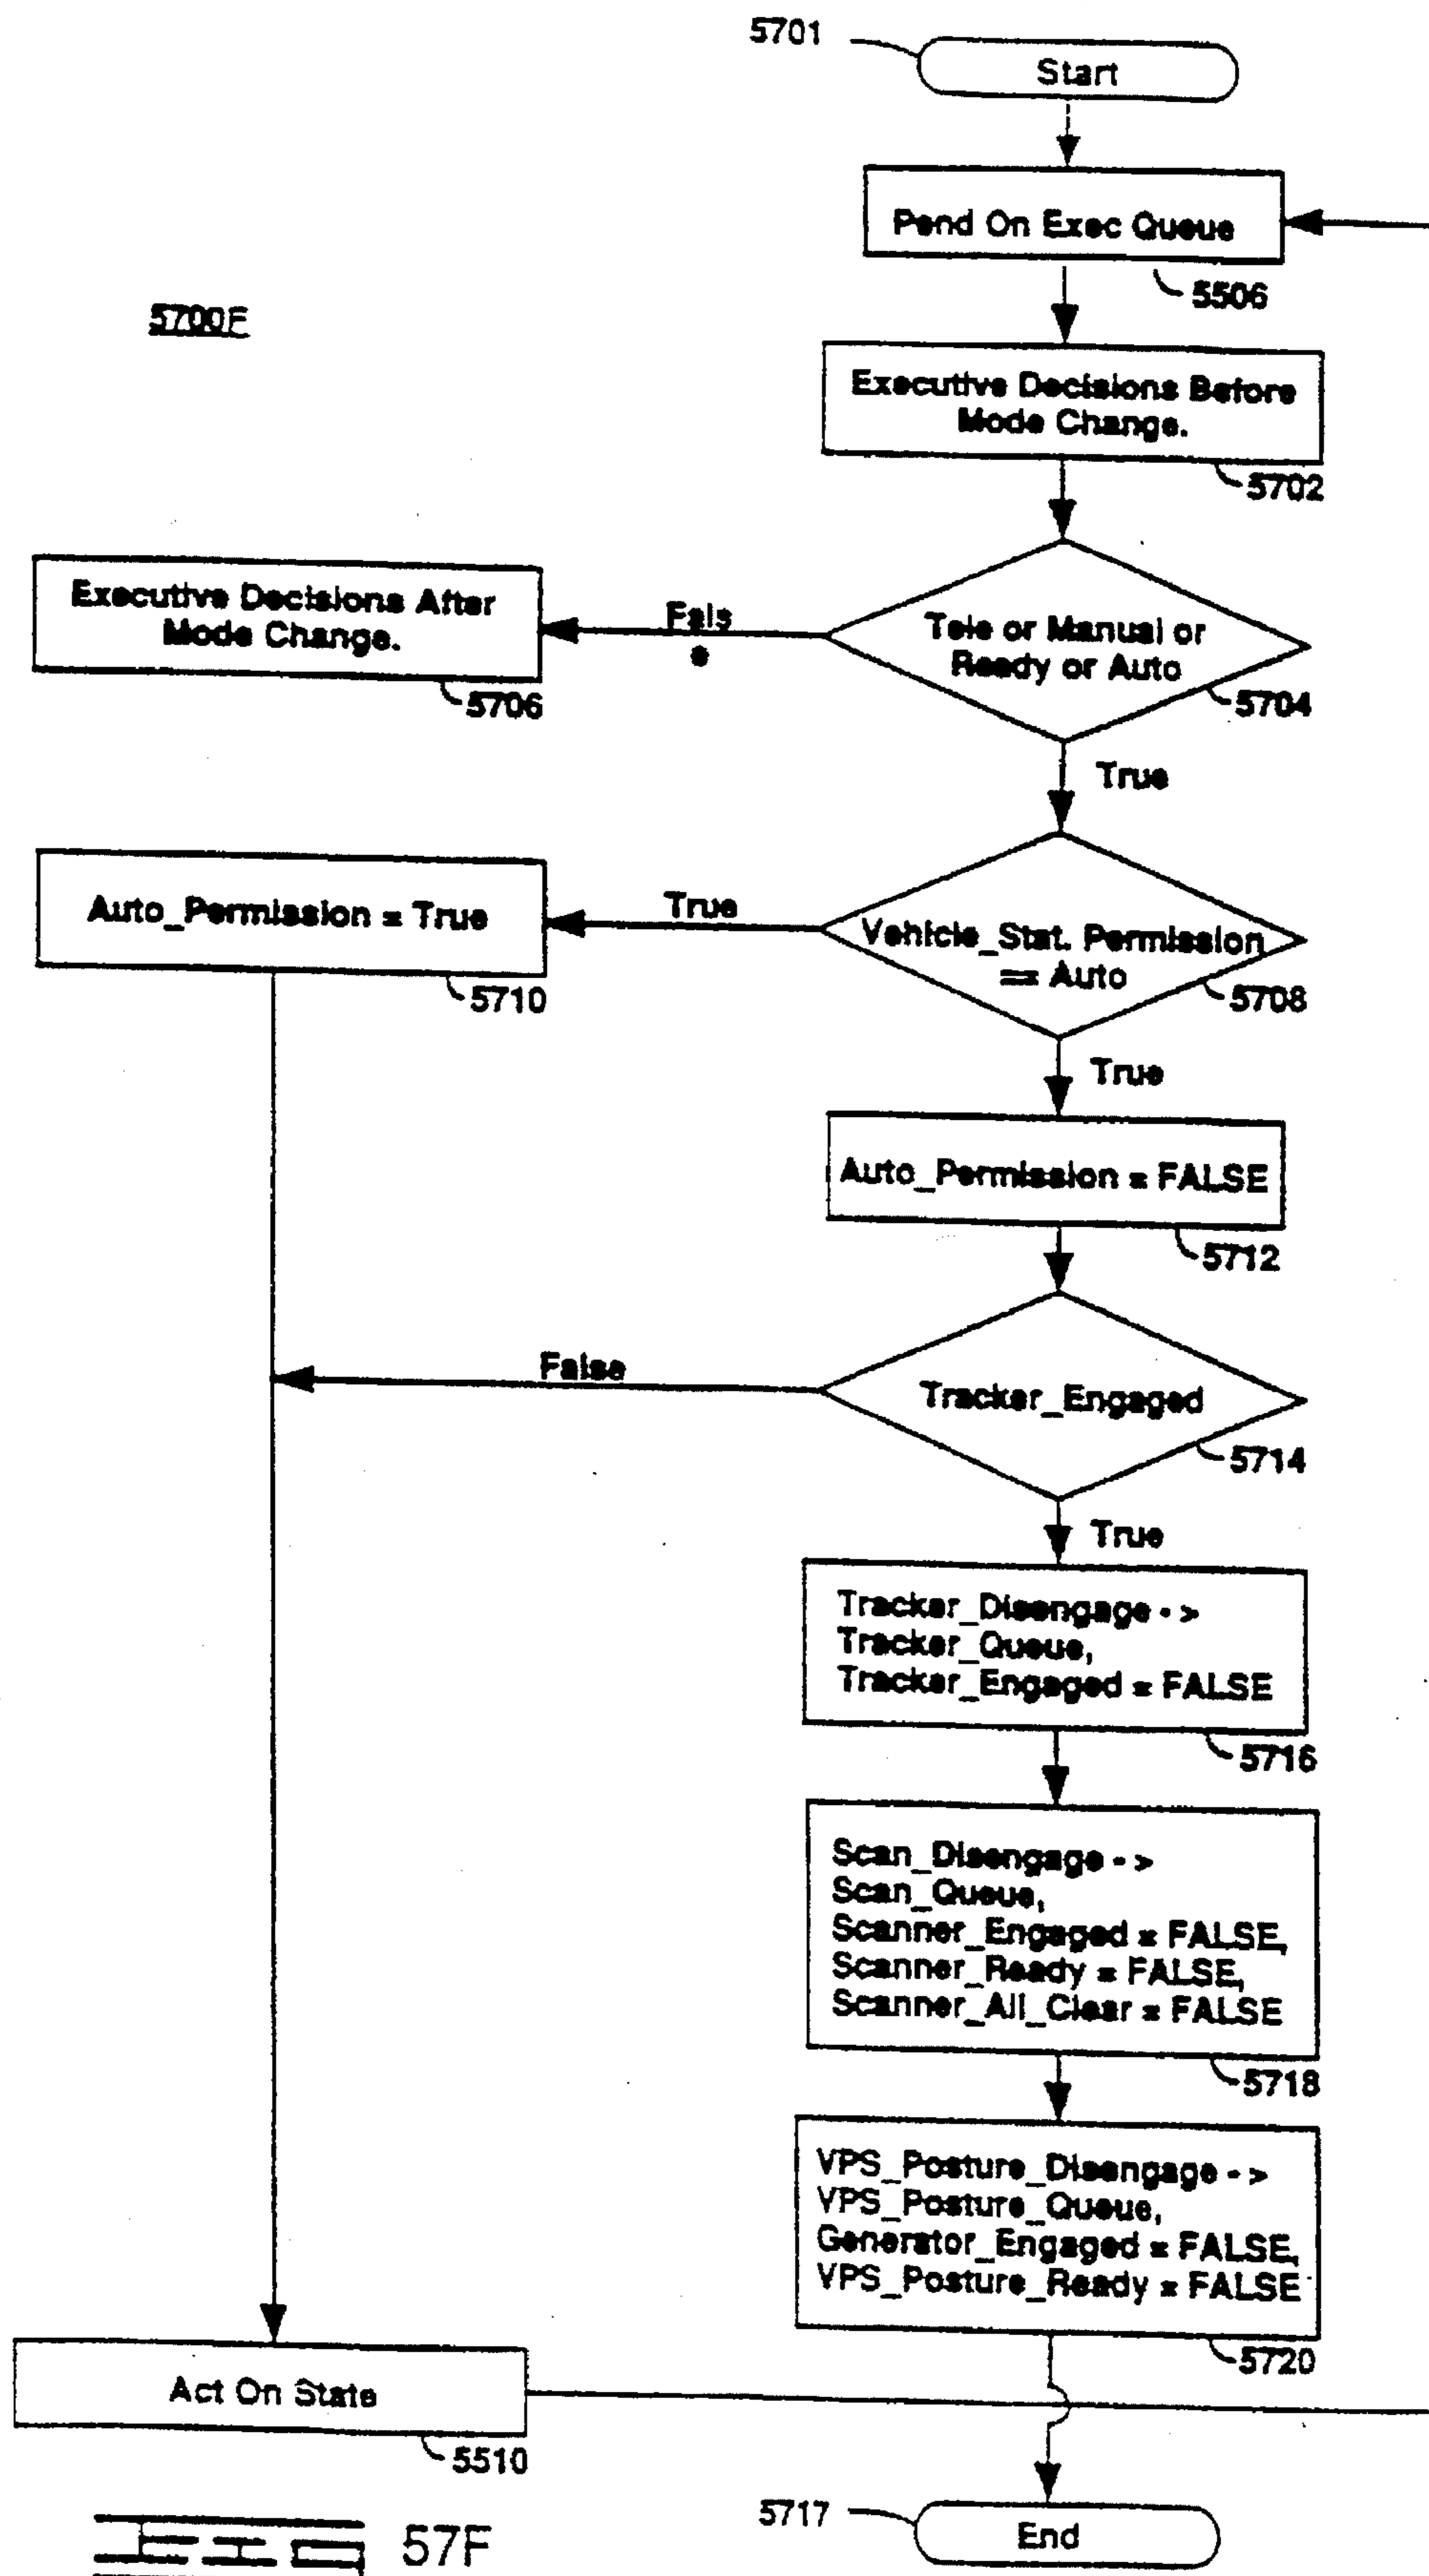 5701
Start
Pend On Exec Queue
5506
5700F
Executive Decisions Before
Mode Change.
5702
Executive Decisions After
Mode Change.
5706
Fals
e
Tele or Manual or
Ready or Auto
5704
True
Auto_Permission = True
5710
True
Vehicle_Stat. Permission
== Auto
5708
True
Auto_Permission = FALSE
5712
False
Tracker_Engaged
5714
True
Tracker_Disengage - >
Tracker_Queue,
Tracker_Engaged = FALSE
5716
Scan_Disengage - >
Scan_Queue,
Scanner_Engaged = FALSE,
Scanner_Ready = FALSE,
Scanner_All_Clear = FALSE
5718
VPS_Posture_Disengage - >
VPS_Posture_Queue,
Generator_Engaged = FALSE,
VPS_Posture_Ready = FALSE
5720
Act On State
5510
5717
End
57F